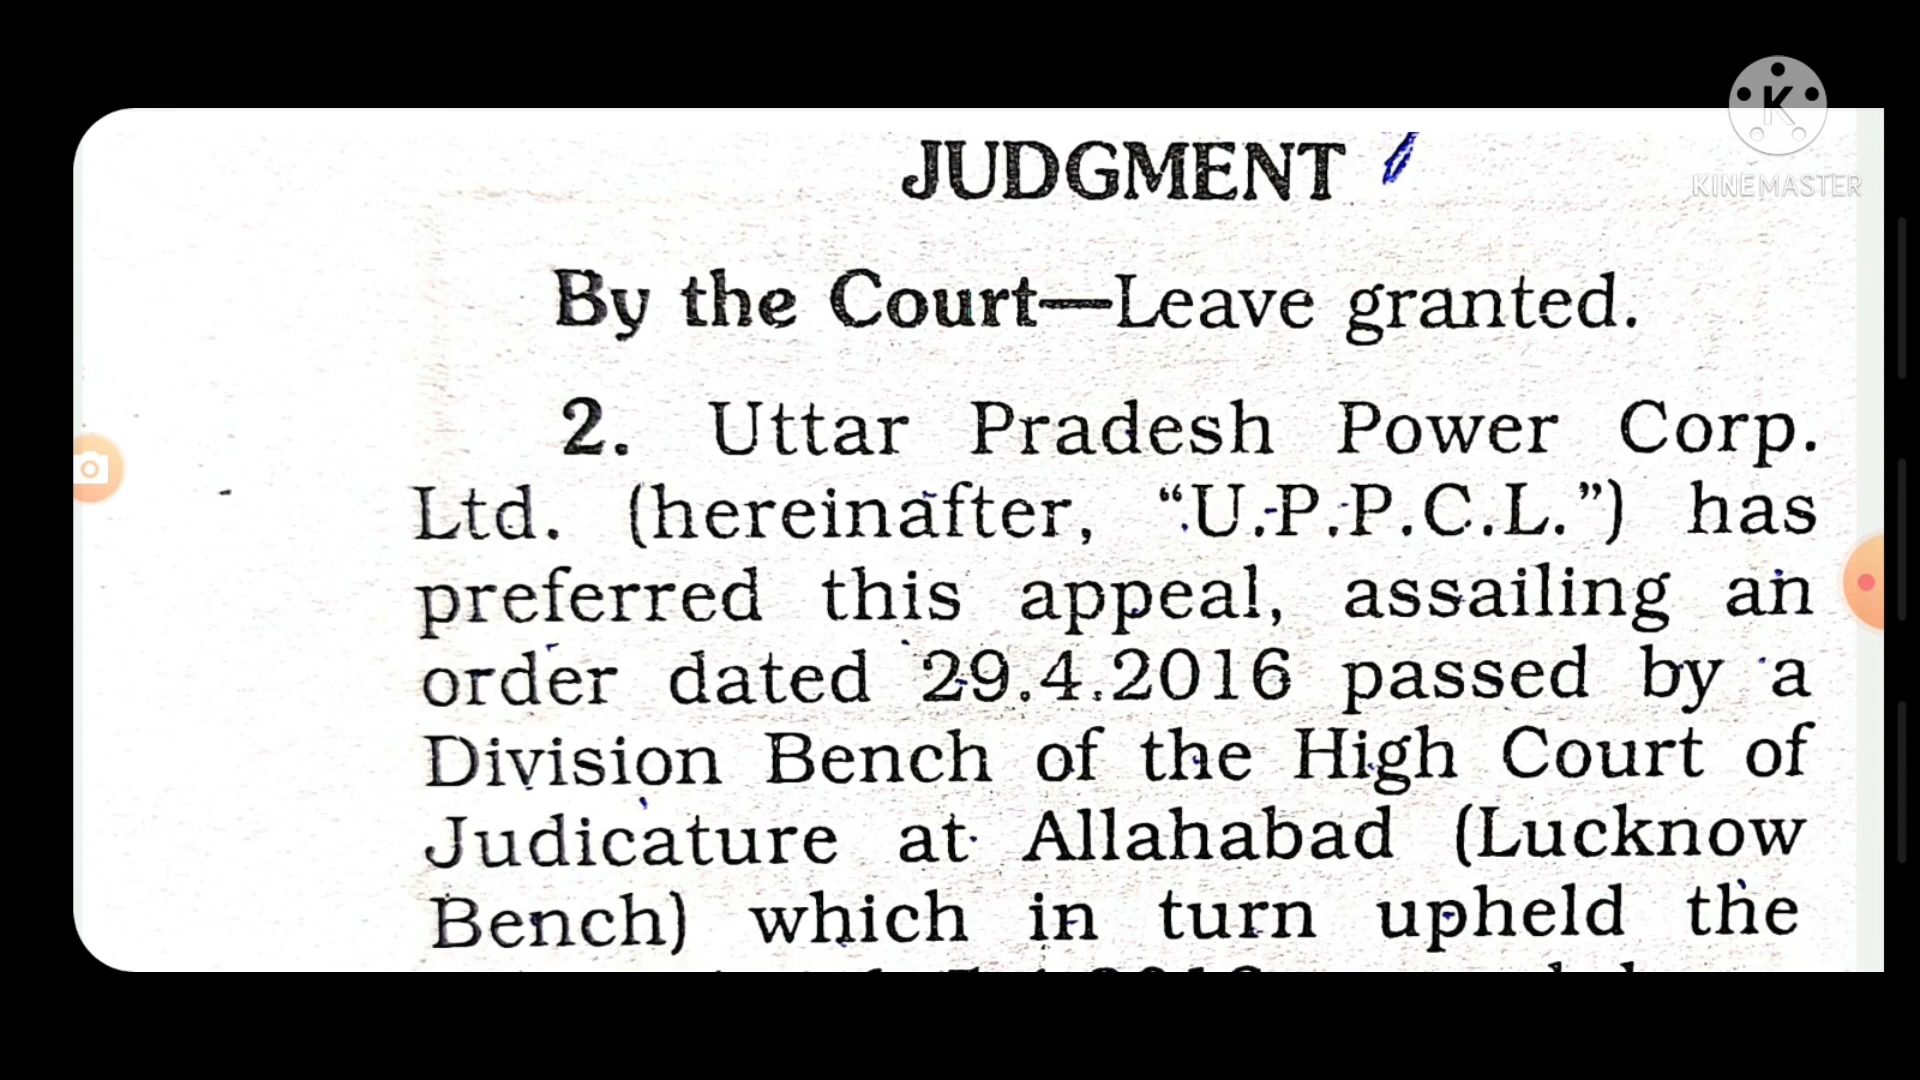 JUDGMENT
By the Court—Leave granted.
2. Uttar Pradesh Power Corp.
Ltd. (hereinafter, “U.P.P.C.L.”) has
preferred this appeal, assailing an
order dated 29.4.2016 passed by a
Division Bench of the High Court of
Judicature at Allahabad (Lucknow
Bench) which in turn upheld the
K
KINEMASTER